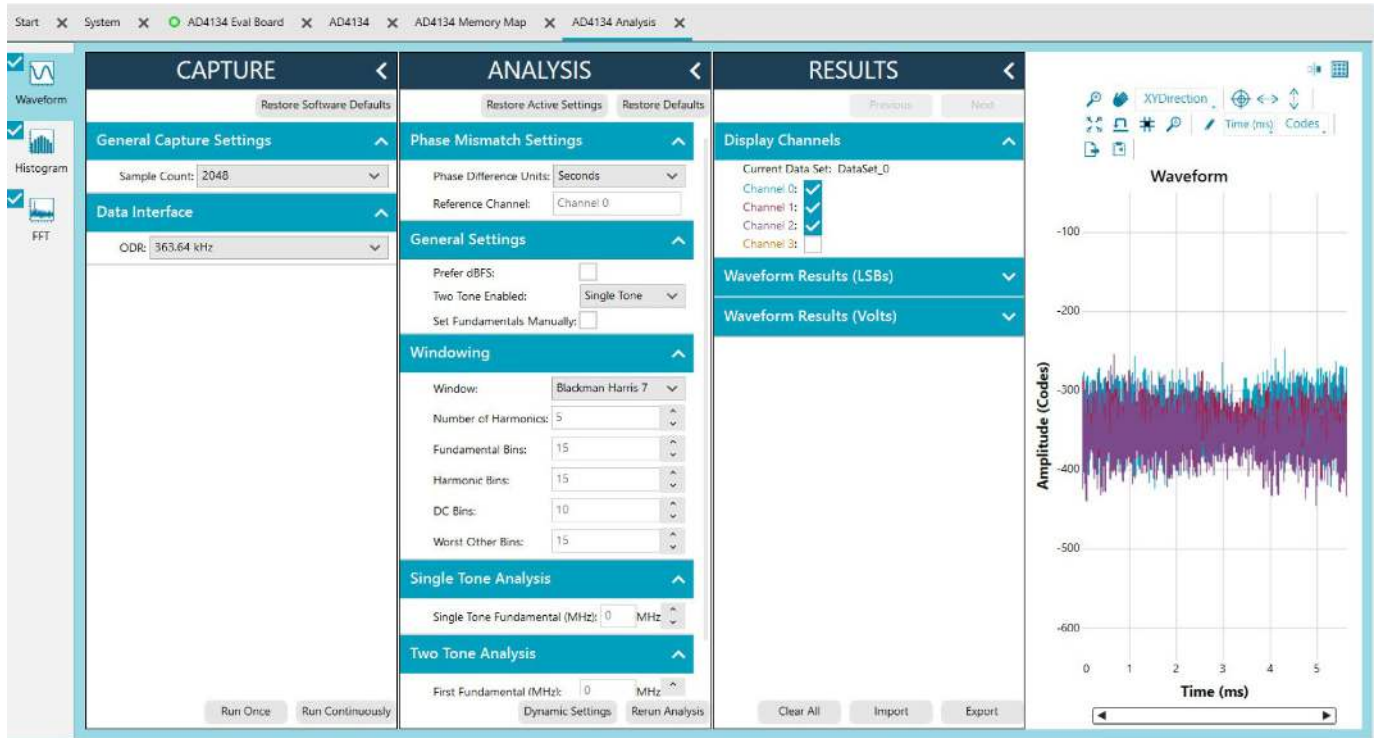 Start
System
AD4134 Eval Board
AD4134
AD4134 Memory Map
AD4134 Analysis
Waveform
Histogram
FFT
CAPTURE
Restore Software Defaults
General Capture Settings
Sample Count: 2048
Data Interface
ODR: 363.64 kHz
Run Once
Run Continuously
ANALYSIS
Restore Active Settings
Restore Defaults
Phase Mismatch Settings
Phase Difference Units: Seconds
Reference Channel: Channel 0
General Settings
Prefer dBFS:
Two Tone Enabled: Single Tone
Set Fundamentals Manually:
Windowing
Window: Blackman Harris 7
Number of Harmonics: 5
Fundamental Bins: 15
Harmonic Bins: 15
DC Bins: 10
Worst Other Bins: 15
Single Tone Analysis
Single Tone Fundamental (MHz): 0 MHz
Two Tone Analysis
First Fundamental (MHz): 0 MHz
Dynamic Settings
Rerun Analysis
RESULTS
Previous
Next
Display Channels
Current Data Set: DataSet_0
Channel 0:
Channel 1:
Channel 2:
Channel 3:
Waveform Results (LSBs)
Waveform Results (Volts)
Clear All
Import
Export
XYDirection
Time (ms)
Codes
Waveform
Amplitude (Codes)
-100
-200
-300
-400
-500
-600
0 1 2 3 4 5
Time (ms)